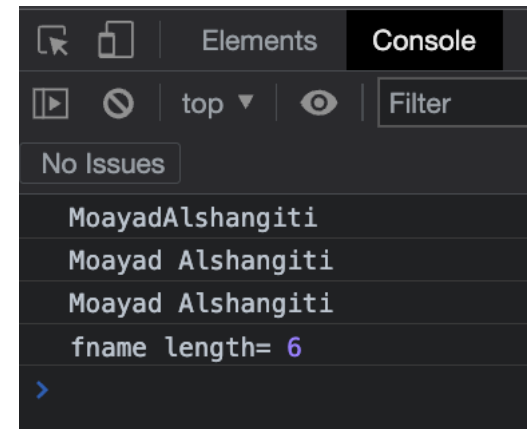 Elements Console
top ▼ Filter
No Issues
MoayadAlshangiti
Moayad Alshangiti
Moayad Alshangiti
fname length= 6
>